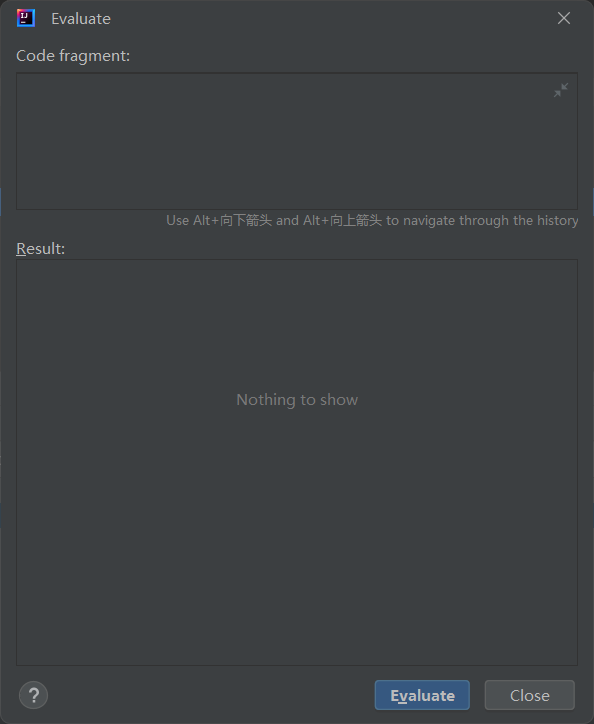 Evaluate
Code fragment:
Use Alt+向下箭头 and Alt+向上箭头 to navigate through the history
Result:
Nothing to show
?
Evaluate
Close